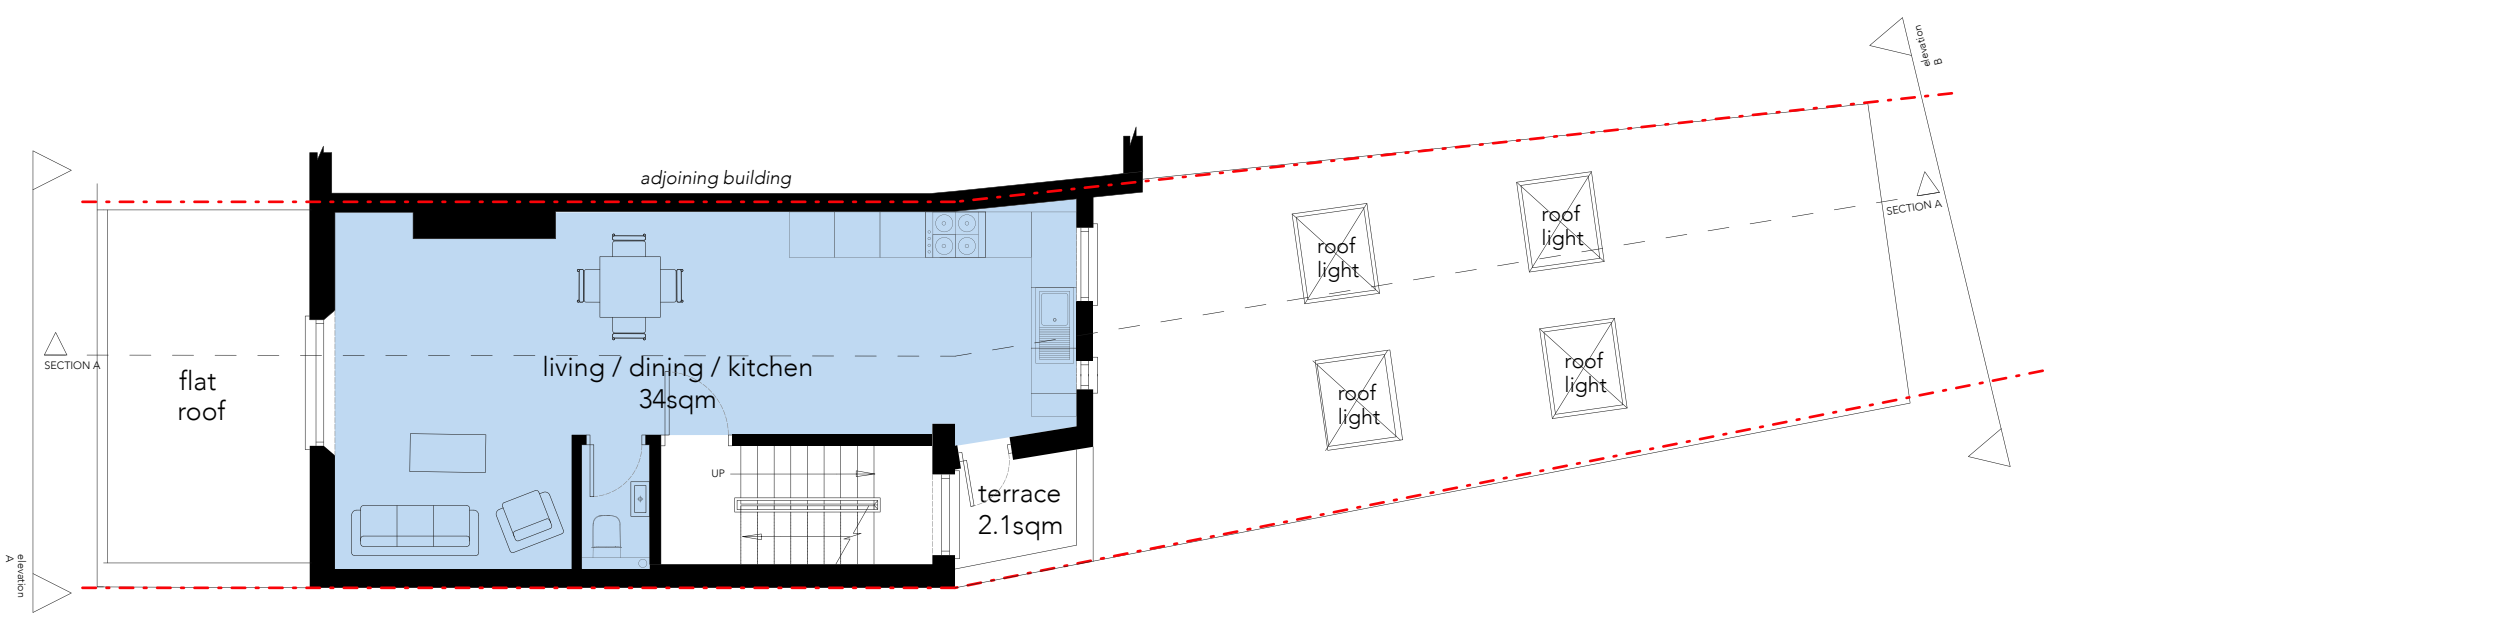 elevation
B
adjoining building
SECTION A
roof
light
roof
light
SECTION A
flat
roof
living / dining / kitchen
34sqm
roof
light
roof
light
UP
terrace
2.1sqm
elevation
A